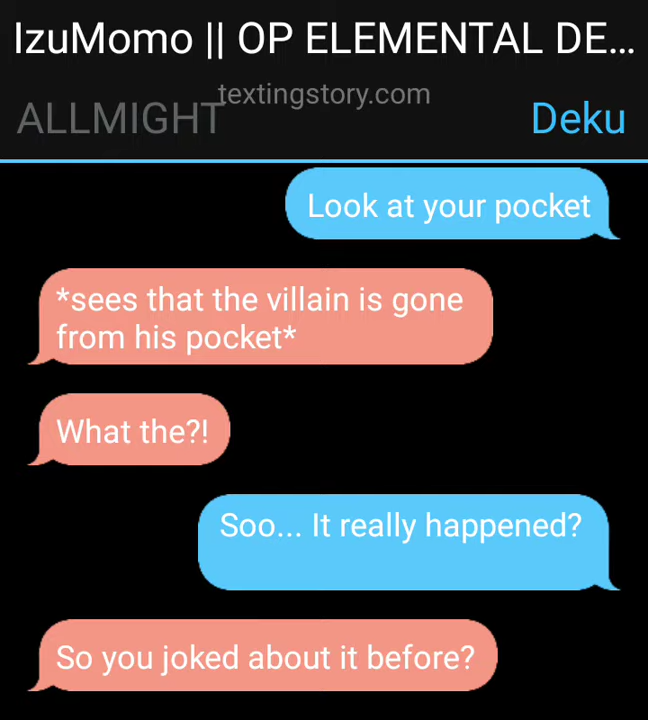 IzuMomo || OP ELEMENTAL DE...
textingstory.com
ALLMIGHT
Deku
Look at your pocket
*sees that the villain is gone
from his pocket*
What the?!
Soo... It really happened?
So you joked about it before?